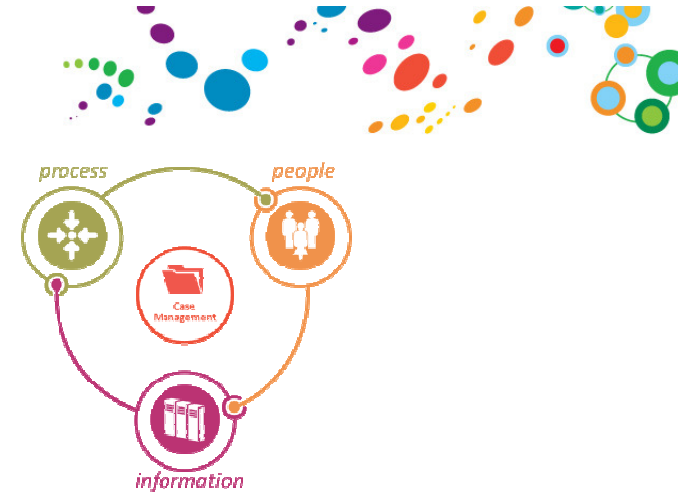 process
people
Case
Management
information